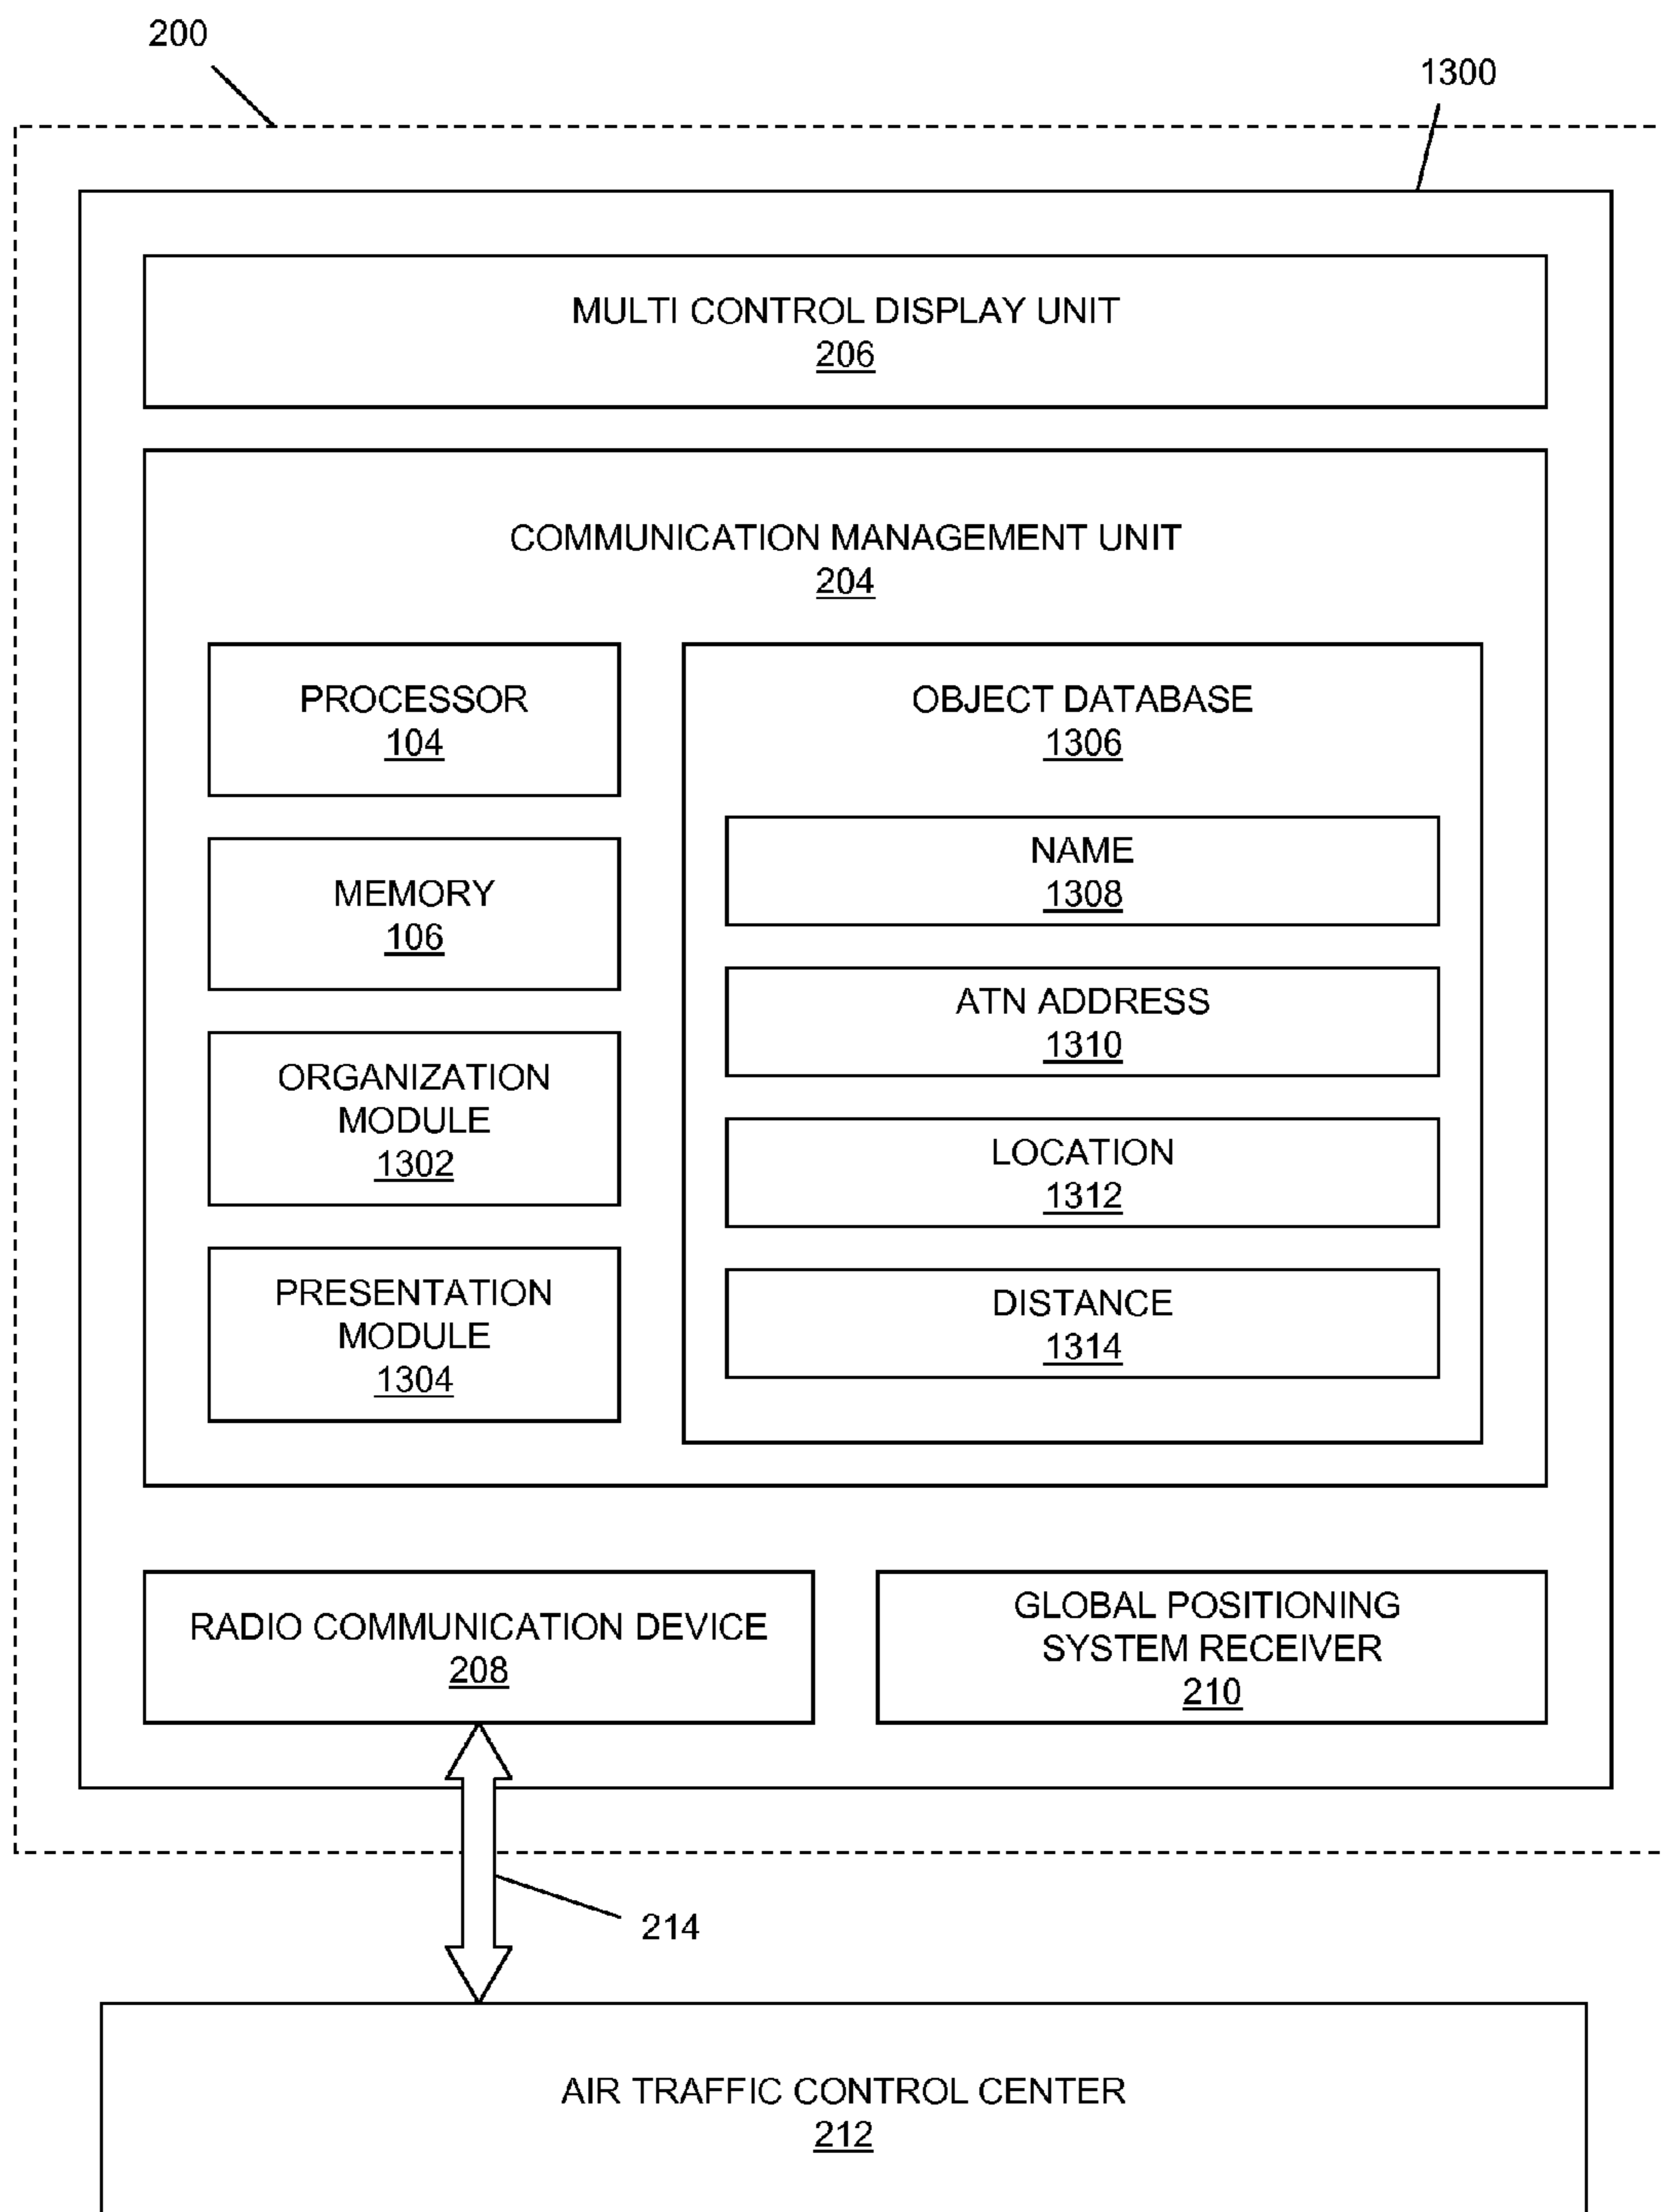 200
1300
MULTI CONTROL DISPLAY UNIT
206
COMMUNICATION MANAGEMENT UNIT
204
PROCESSOR
104
MEMORY
106
ORGANIZATION
MODULE
1302
PRESENTATION
MODULE
1304
OBJECT DATABASE
1306
NAME
1308
ATN ADDRESS
1310
LOCATION
1312
DISTANCE
1314
RADIO COMMUNICATION DEVICE
208
GLOBAL POSITIONING
SYSTEM RECEIVER
210
214
AIR TRAFFIC CONTROL CENTER
212